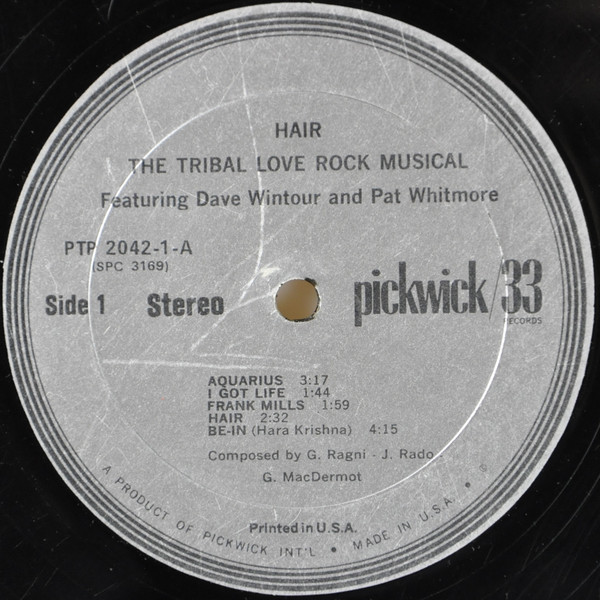 HAIR
THE TRIBAL LOVE ROCK MUSICAL
Featuring Dave Wintour and Pat Whitmore
PTP 2042-1-A
(SPC 3169)
Side 1 Stereo
pickwick/33
RECORDS
AQUARIUS 3:17
I GOT LIFE 1:44
FRANK MILLS 1:59
HAIR 2:32
BE-IN (Hara Krishna) 4:15
Composed by G. Ragni - J. Rado -
G. MacDermot
Printed in U.S.A.
A PRODUCT OF PICKWICK INT'L • MADE IN U.S.A. •